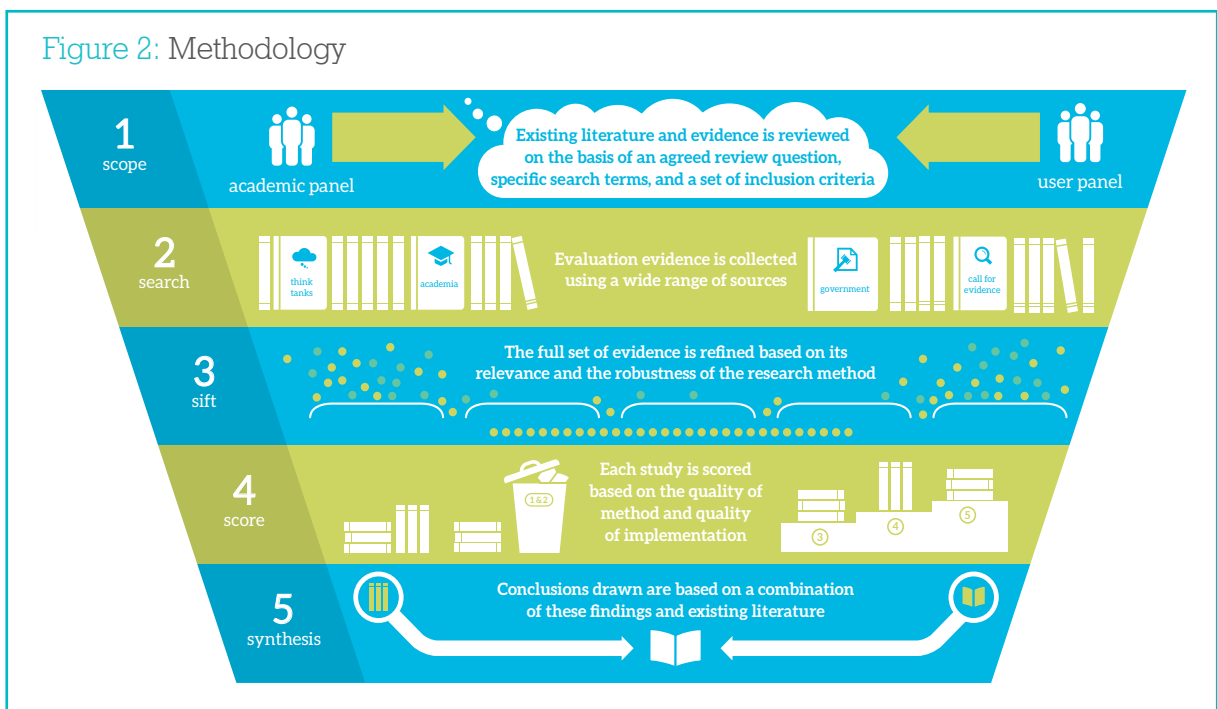 Figure 2: Methodology
1
scope
academic panel
Existing literature and evidence is reviewed
on the basis of an agreed review question,
specific search terms, and a set of inclusion criteria
user panel
2
search
think
tanks
academia
Evaluation evidence is collected
using a wide range of sources
government
call for
evidence
3
sift
The full set of evidence is refined based on its
relevance and the robustness of the research method
4
score
1 & 2
Each study is scored
based on the quality of
method and quality
of implementation
3
4
5
5
synthesis
Conclusions drawn are based on a combination
of these findings and existing literature